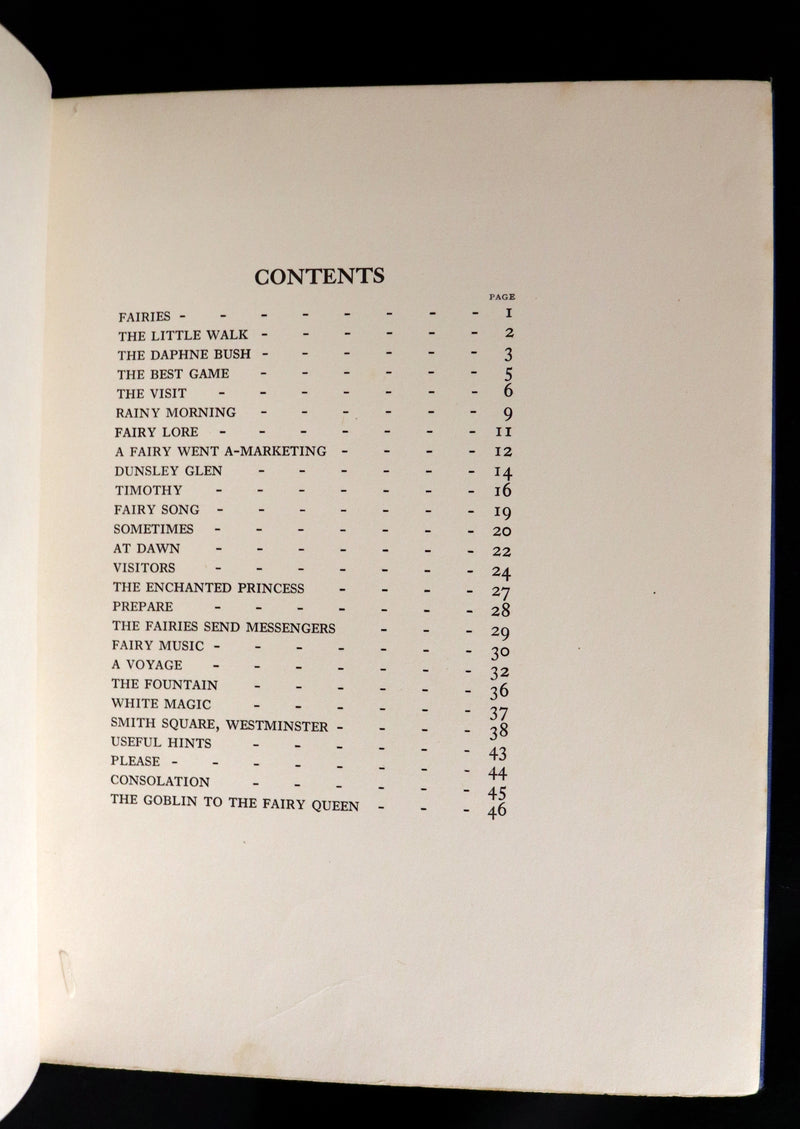 CONTENTS
PAGE
FAIRIES - - - - - - - - 1
THE LITTLE WALK - - - - - - 2
THE DAPHNE BUSH - - - - - - 3
THE BEST GAME - - - - - - 5
THE VISIT - - - - - - - 6
RAINY MORNING - - - - - - 9
FAIRY LORE - - - - - - - 11
A FAIRY WENT A-MARKETING - - - - 12
DUNSLEY GLEN - - - - - - 14
TIMOTHY - - - - - - - 16
FAIRY SONG - - - - - - - 19
SOMETIMES - - - - - - - 20
AT DAWN - - - - - - - 22
VISITORS - - - - - - - 24
THE ENCHANTED PRINCESS - - - - 27
PREPARE - - - - - - - 28
THE FAIRIES SEND MESSENGERS - - - 29
FAIRY MUSIC - - - - - - - 30
A VOYAGE - - - - - - - 32
THE FOUNTAIN - - - - - - 36
WHITE MAGIC - - - - - - 37
SMITH SQUARE, WESTMINSTER - - - - 38
USEFUL HINTS - - - - - - 43
PLEASE - - - - - - - - 44
CONSOLATION - - - - - - 45
THE GOBLIN TO THE FAIRY QUEEN - - - 46